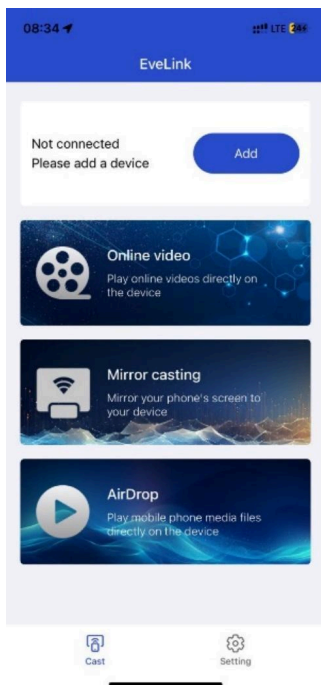 08:34
LTE
EveLink
Not connected
Please add a device
Add
Online video
Play online videos directly on
the device
Mirror casting
Mirror your phone's screen to
your device
AirDrop
Play mobile phone media files
directly on the device
Cast
Setting